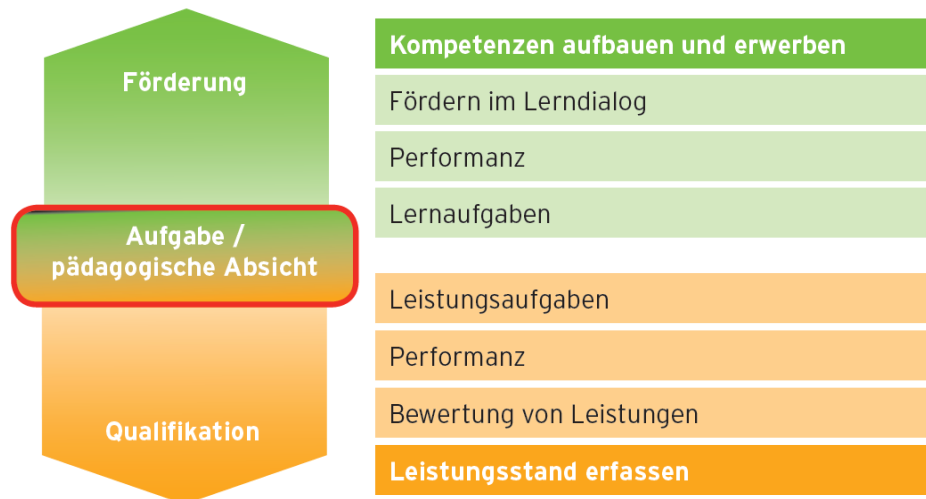 Förderung
Aufgabe /
pädagogische Absicht
Qualifikation
Kompetenzen aufbauen und erwerben
Fördern im Lerndialog
Performanz
Lernaufgaben
Leistungsaufgaben
Performanz
Bewertung von Leistungen
Leistungsstand erfassen